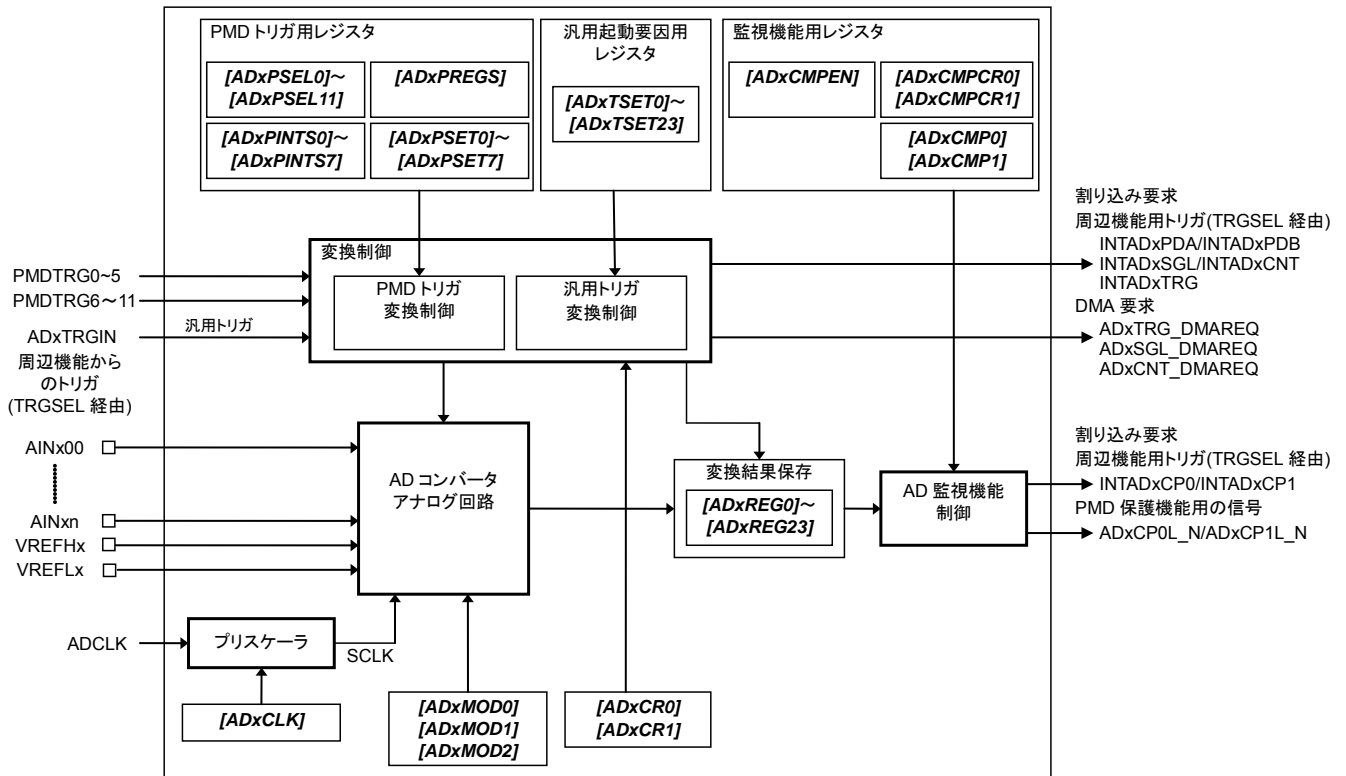 PMD トリガ用レジスタ
[ADxPSEL0]～
[ADxPSEL11]
[ADxPREGS]
[ADxPINTS0]～
[ADxPINTS7]
[ADxPSET0]～
[ADxPSET7]
汎用起動要因用
レジスタ
[ADxTSET0]～
[ADxTSET23]
監視機能用レジスタ
[ADxCMPEN]
[ADxCMPCR0]
[ADxCMPCR1]
[ADxCMP0]
[ADxCMP1]
変換制御
PMD トリガ
変換制御
汎用トリガ
変換制御
PMDTRG0~5
PMDTRG6～11
ADxTRGIN
汎用トリガ
周辺機能から
のトリガ
(TRGSEL 経由)
割り込み要求
周辺機能用トリガ(TRGSEL 経由)
INTADxPDA/INTADxPDB
INTADxSGL/INTADxCNT
INTADxTRG
DMA 要求
ADxTRG_DMAREQ
ADxSGL_DMAREQ
ADxCNT_DMAREQ
AINx00
AINxn
VREFHx
VREFLx
AD コンバータ
アナログ回路
変換結果保存
[ADxREG0]～
[ADxREG23]
AD 監視機能
制御
割り込み要求
周辺機能用トリガ(TRGSEL 経由)
INTADxCP0/INTADxCP1
PMD 保護機能用の信号
ADxCP0L_N/ADxCP1L_N
ADCLK
プリスケーラ
SCLK
[ADxCLK]
[ADxMOD0]
[ADxMOD1]
[ADxMOD2]
[ADxCR0]
[ADxCR1]